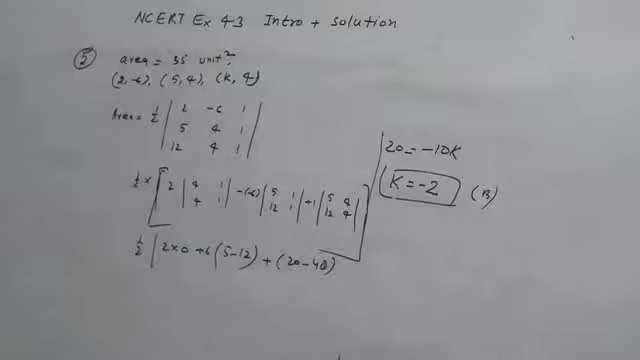 NCERT Ex 4.3 Intro + solution
5 area = 35 unit².
(2,-6), (5,4), (K,4)
Area = 1/2 | 2 -6 1 |
| 5 4 1 |
| 12 4 1 |
1/2 × [ 2 | 4 1 | -(-6) | 5 1 | +1 | 5 4 | ]
| 4 1 | | 12 1 | | 12 4 |
1/2 | 2×0 +6(5-12) + (20-48)
20 = -10K
K = -2 (B)